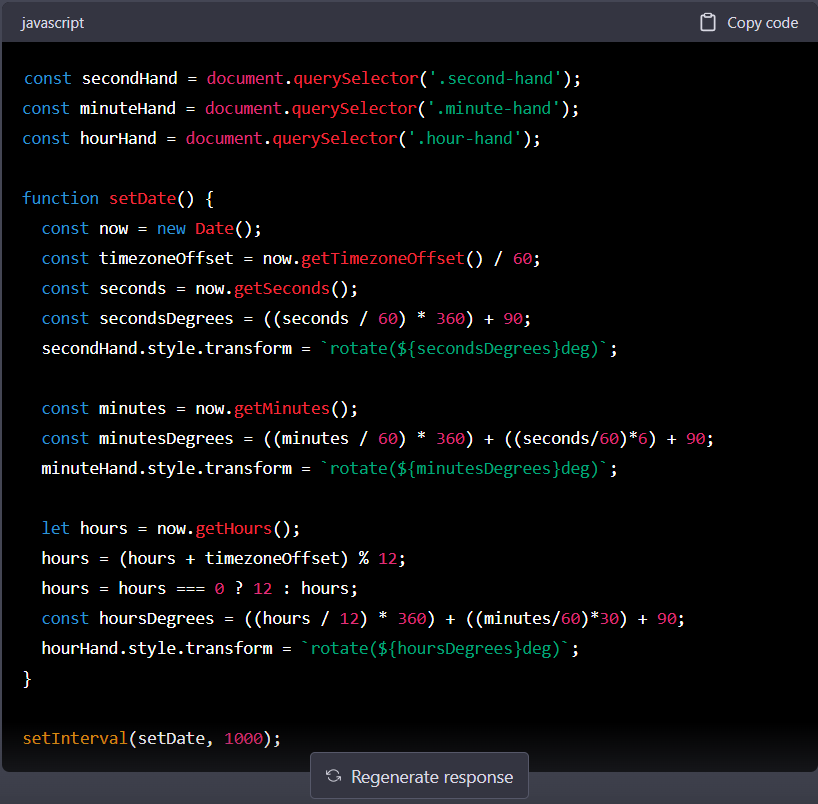 javascript
Copy code
const secondHand = document.querySelector('.second-hand');
const minuteHand = document.querySelector('.minute-hand');
const hourHand = document.querySelector('.hour-hand');
function setDate() {
const now = new Date();
const timezoneOffset = now.getTimezoneOffset() / 60;
const seconds = now.getSeconds();
const secondsDegrees = ((seconds / 60) * 360) + 90;
secondHand.style.transform = `rotate(${secondsDegrees}deg)`;
const minutes = now.getMinutes();
const minutesDegrees = ((minutes / 60) * 360) + ((seconds/60)*6) + 90;
minuteHand.style.transform = `rotate(${minutesDegrees}deg)`;
let hours = now.getHours();
hours = (hours + timezoneOffset) % 12;
hours = hours === 0 ? 12 : hours;
const hoursDegrees = ((hours / 12) * 360) + ((minutes/60)*30) + 90;
hourHand.style.transform = `rotate(${hoursDegrees}deg)`;
}
setInterval(setDate, 1000);
Regenerate response